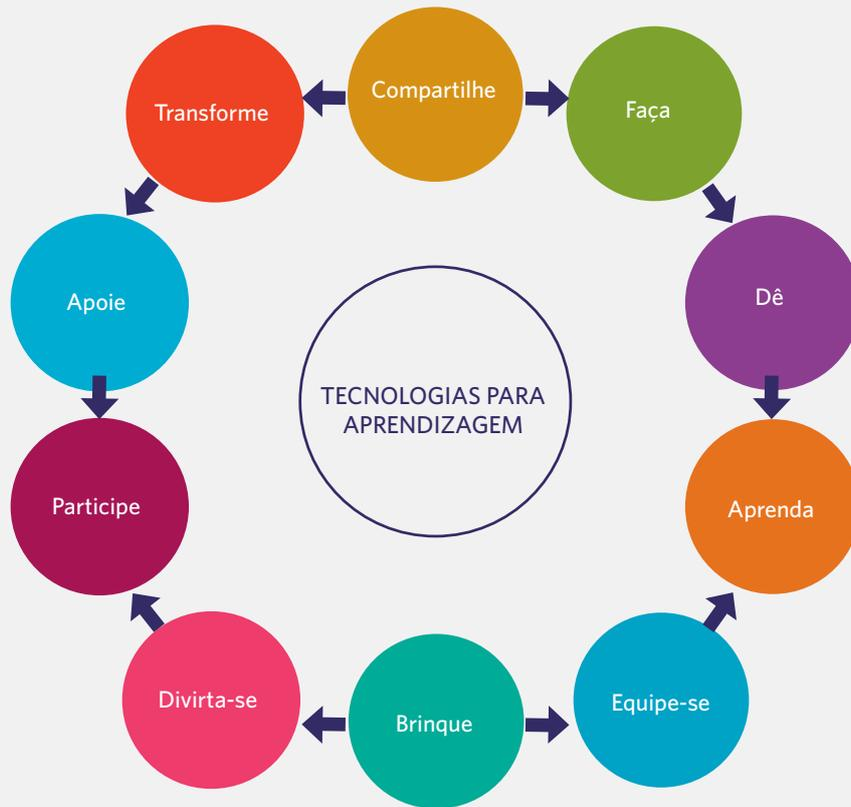 Compartilhe
Transforme
Faça
Apoie
Dê
TECNOLOGIAS PARA
APRENDIZAGEM
Participe
Aprenda
Divirta-se
Equipe-se
Brinque